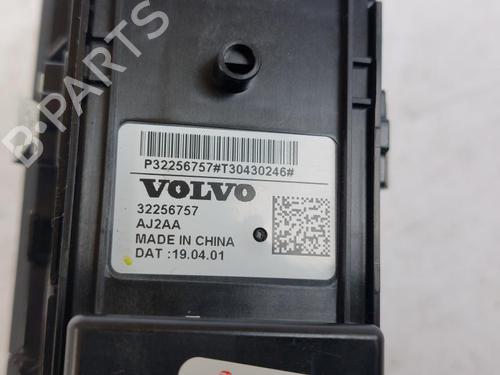 P32256757#T30430246#
VOLVO
32256757
AJ2AA
MADE IN CHINA
DAT :19.04.01
B-PARTS